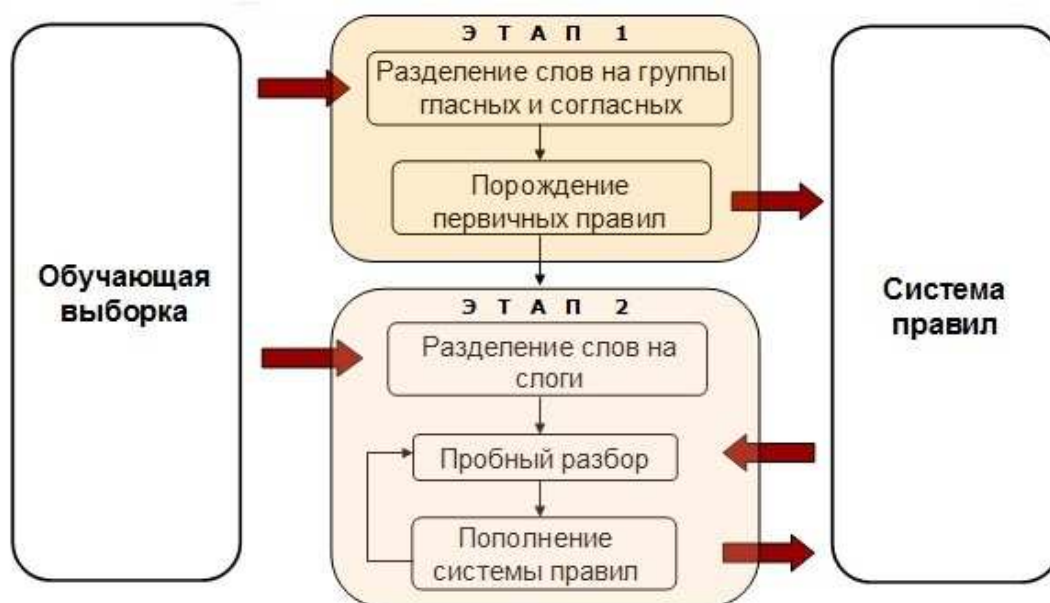 Обучающая
выборка
Э Т А П 1
Разделение слов на группы
гласных и согласных
Порождение
первичных правил
Э Т А П 2
Разделение слов на
слоги
Пробный разбор
Пополнение
системы правил
Система
правил